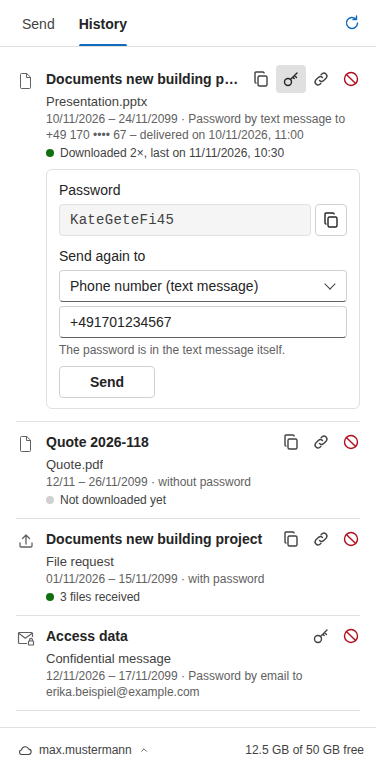 Send
History
Documents new building p…
Presentation.pptx
10/11/2026 – 24/11/2099 · Password by text message to
+49 170 •••• 67 – delivered on 10/11/2026, 11:00
Downloaded 2×, last on 11/11/2026, 10:30
Password
KateGeteFi45
Send again to
Phone number (text message)
+491701234567
The password is in the text message itself.
Send
Quote 2026-118
Quote.pdf
12/11 – 26/11/2099 · without password
Not downloaded yet
Documents new building project
File request
01/11/2026 – 15/11/2099 · with password
3 files received
Access data
Confidential message
12/11/2026 – 17/11/2099 · Password by email to
erika.beispiel@example.com
max.mustermann
12.5 GB of 50 GB free